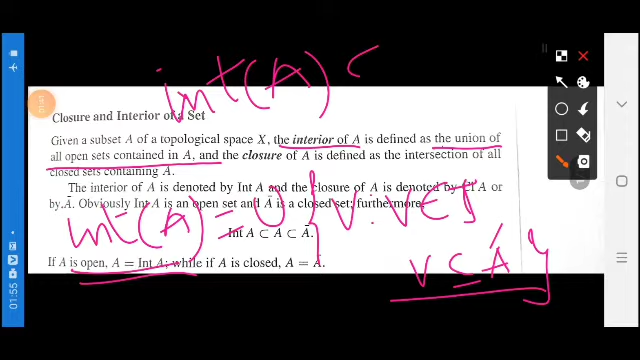 int(A) ⊂
Closure and Interior of a Set
Given a subset A of a topological space X, the interior of A is defined as the union of
all open sets contained in A, and the closure of A is defined as the intersection of all
closed sets containing A.
The interior of A is denoted by Int A and the closure of A is denoted by Cl A or
by Ā. Obviously Int A is an open set and Ā is a closed set; furthermore,
int(A) = ∪ { V : V ∈ J
Int A ⊂ A ⊂ Ā.
V ⊆ A }
If A is open, A = Int A; while if A is closed, A = Ā.
01:55